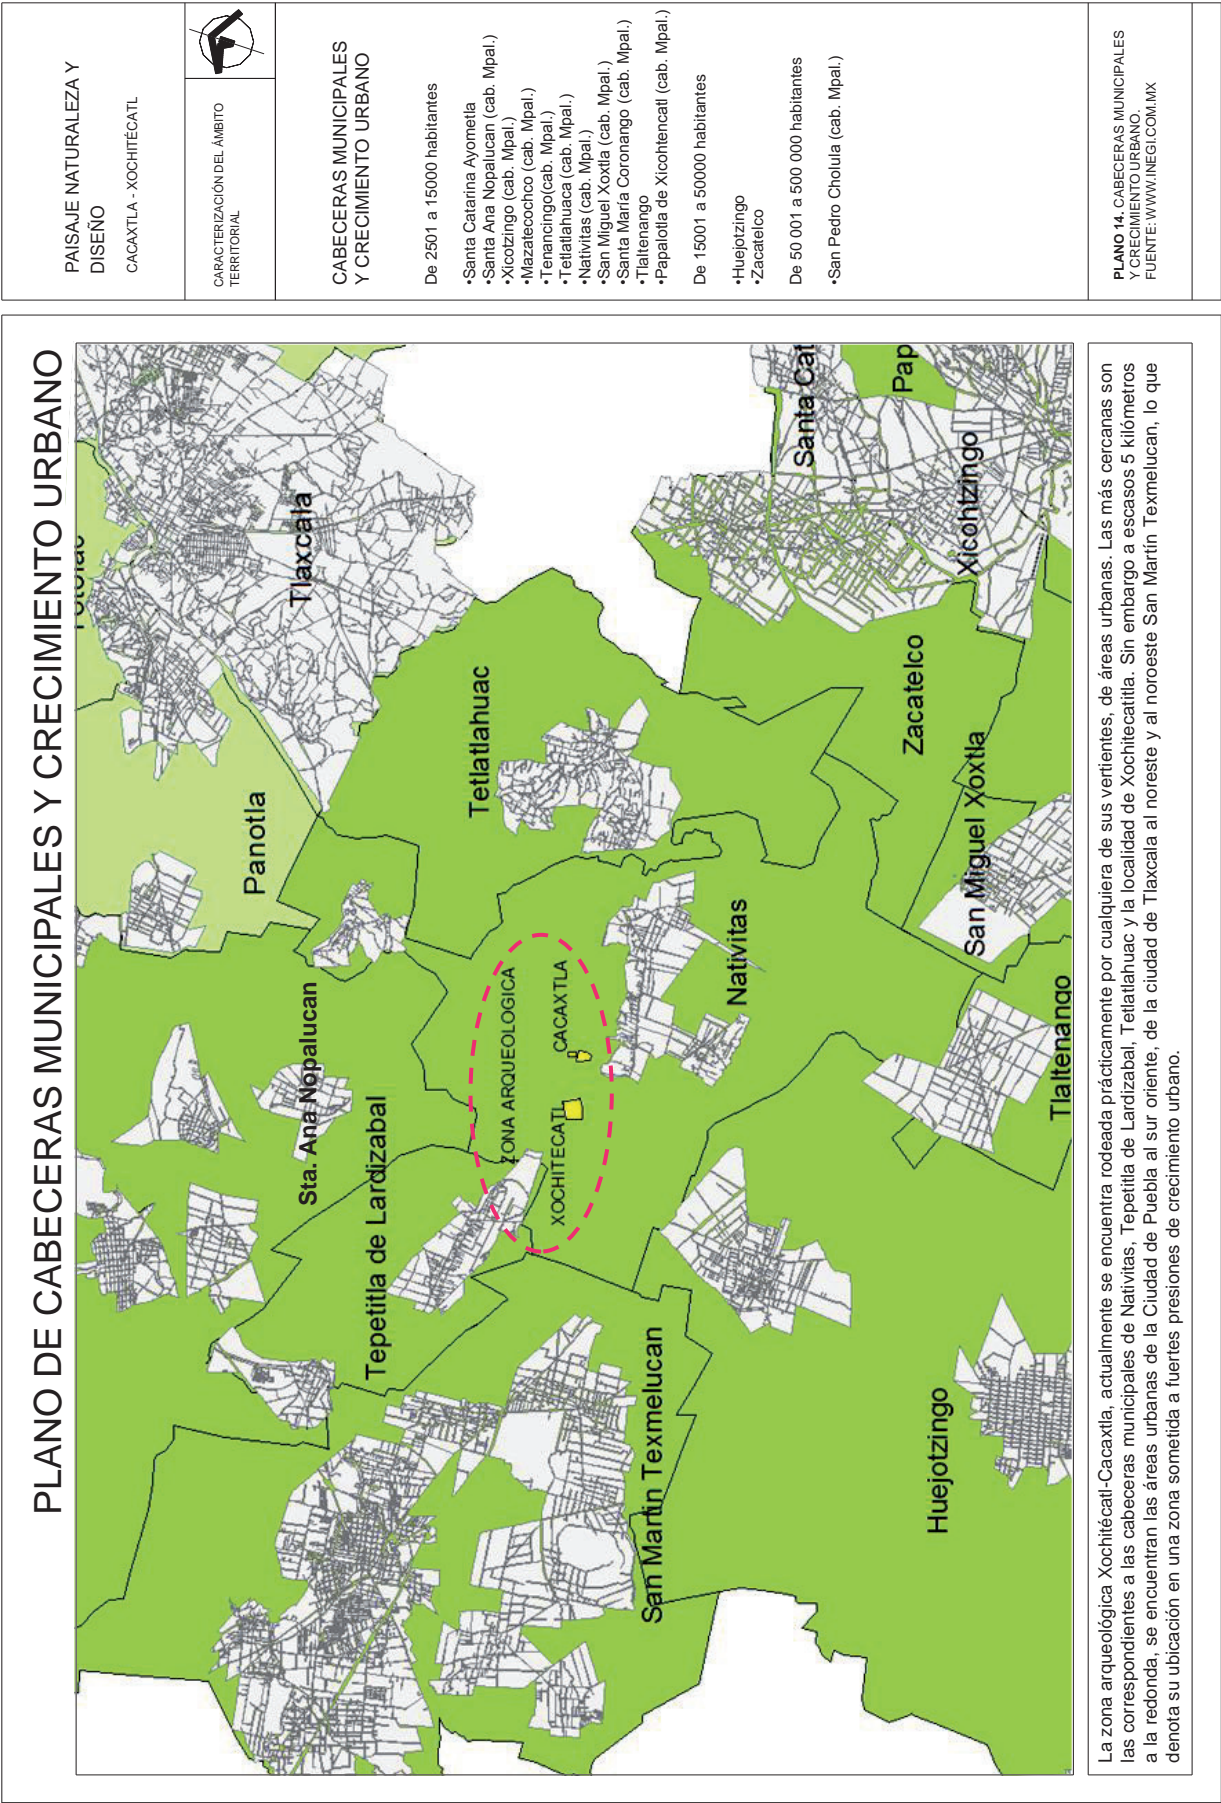 PLANO DE CABECERAS MUNICIPALES Y CRECIMIENTO URBANO
Tlaxcala
Panotla
Sta. Ana Nopalucan
Tepetitla de Lardizabal
Tetlatlahuac
ZONA ARQUEOLOGICA
XOCHITECATL
CACAXTLA
San Martin Texmelucan
Nativitas
Santa Cat
Pap
Zacatelco
Xicohtzingo
San Miguel Xoxtla
Tlaltenango
Huejotzingo
La zona arqueológica Xochitécatl-Cacaxtla, actualmente se encuentra rodeada prácticamente por cualquiera de sus vertientes, de áreas urbanas. Las más cercanas son
las correspondientes a las cabeceras municipales de Nativitas, Tepetitla de Lardizabal, Tetlatlahuac y la localidad de Xochitecatitla. Sin embargo a escasos 5 kilómetros
a la redonda, se encuentran las áreas urbanas de la Ciudad de Puebla al sur oriente, de la ciudad de Tlaxcala al noreste y al noroeste San Martín Texmelucan, lo que
denota su ubicación en una zona sometida a fuertes presiones de crecimiento urbano.
PAISAJE NATURALEZA Y
DISEÑO
CACAXTLA - XOCHITÉCATL
CARACTERIZACIÓN DEL ÁMBITO
TERRITORIAL
CABECERAS MUNICIPALES
Y CRECIMIENTO URBANO
De 2501 a 15000 habitantes
•Santa Catarina Ayometla
•Santa Ana Nopalucan (cab. Mpal.)
•Xicotzingo (cab. Mpal.)
•Mazatecochco (cab. Mpal.)
•Tenancingo(cab. Mpal.)
•Tetlatlahuaca (cab. Mpal.)
•Nativitas (cab. Mpal.)
•San Miguel Xoxtla (cab. Mpal.)
•Santa María Coronango (cab. Mpal.)
•Tlaltenango
•Papalotla de Xicohtencatl (cab. Mpal.)
De 15001 a 50000 habitantes
•Huejotzingo
•Zacatelco
De 50 001 a 500 000 habitantes
•San Pedro Cholula (cab. Mpal.)
PLANO 14. CABECERAS MUNICIPALES
Y CRECIMIENTO URBANO.
FUENTE: WWW.INEGI.COM.MX